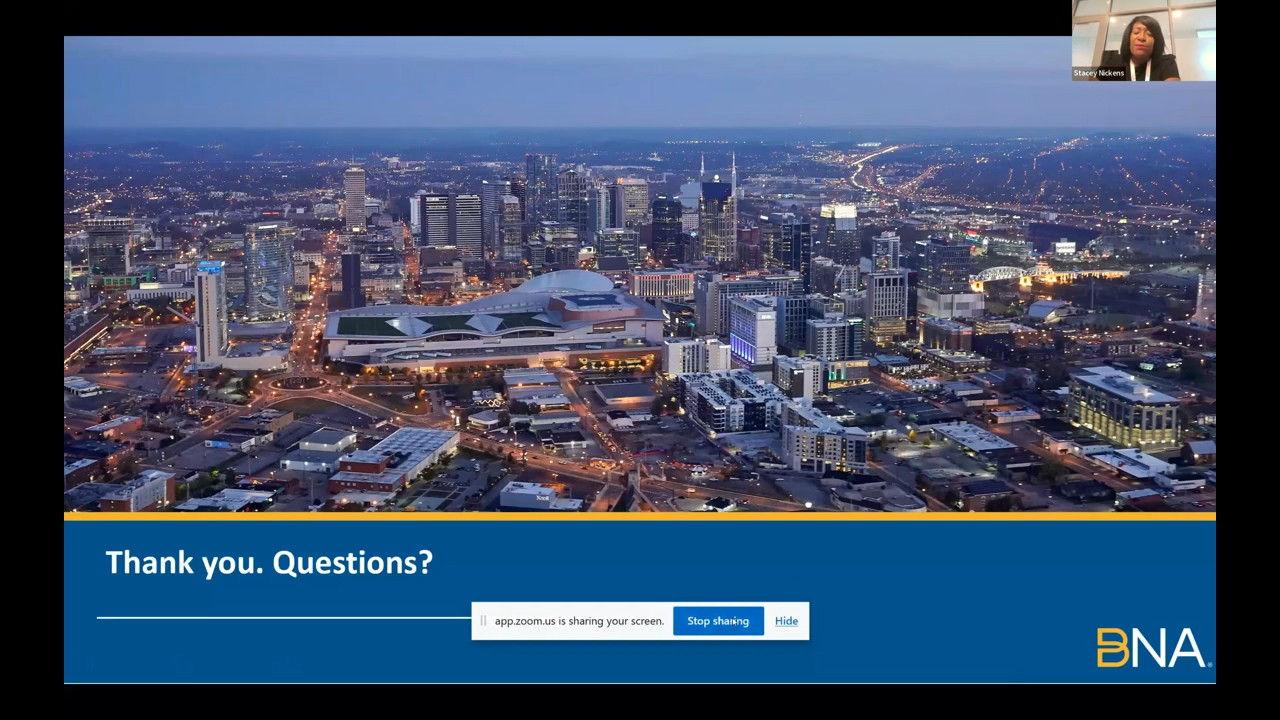 Stacey Nickens
Thank you. Questions?
app.zoom.us is sharing your screen. Stop sharing Hide
BNA